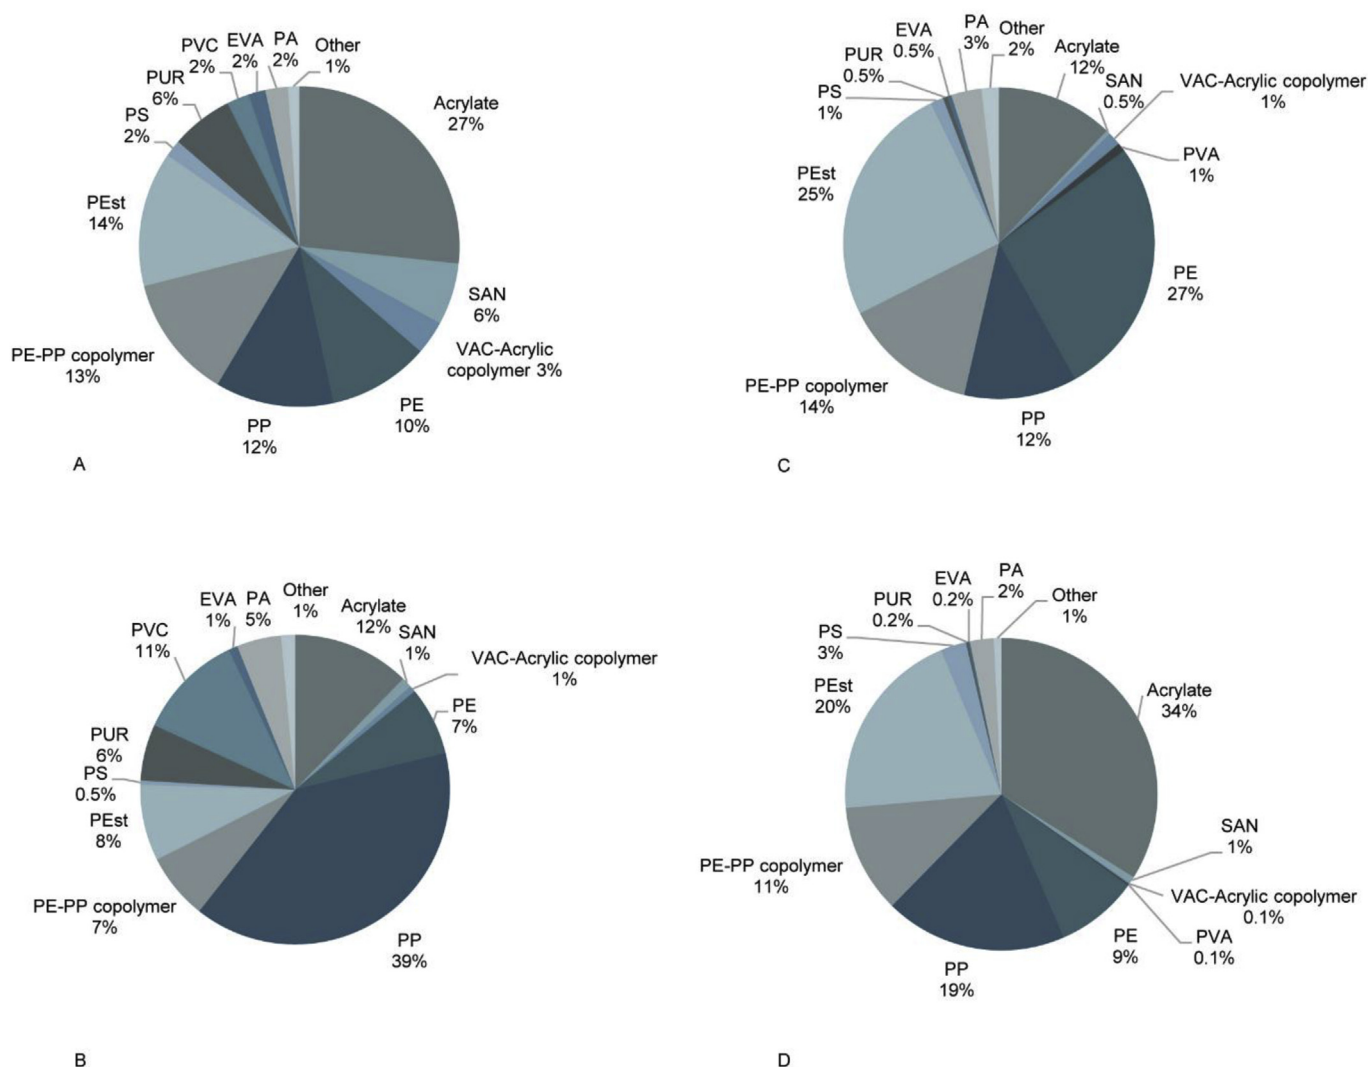 PVC
2%
EVA
2%
PA
2%
Other
1%
PUR
6%
PS
2%
Acrylate
27%
PEst
14%
SAN
6%
VAC-Acrylic
copolymer 3%
PE-PP copolymer
13%
PE
10%
PP
12%
A
EVA
0.5%
PA
3%
Other
2%
Acrylate
12%
PUR
0.5%
SAN
0.5%
VAC-Acrylic copolymer
1%
PS
1%
PVA
1%
PEst
25%
PE
27%
PE-PP copolymer
14%
PP
12%
C
EVA
1%
PA
5%
Other
1%
Acrylate
12%
PVC
11%
SAN
1%
VAC-Acrylic copolymer
1%
PE
7%
PUR
6%
PS
0.5%
PEst
8%
PE-PP copolymer
7%
PP
39%
B
EVA
0.2%
PA
2%
Other
1%
PUR
0.2%
PS
3%
PEst
20%
Acrylate
34%
SAN
1%
PE-PP copolymer
11%
VAC-Acrylic copolymer
0.1%
PE
9%
PVA
0.1%
PP
19%
D